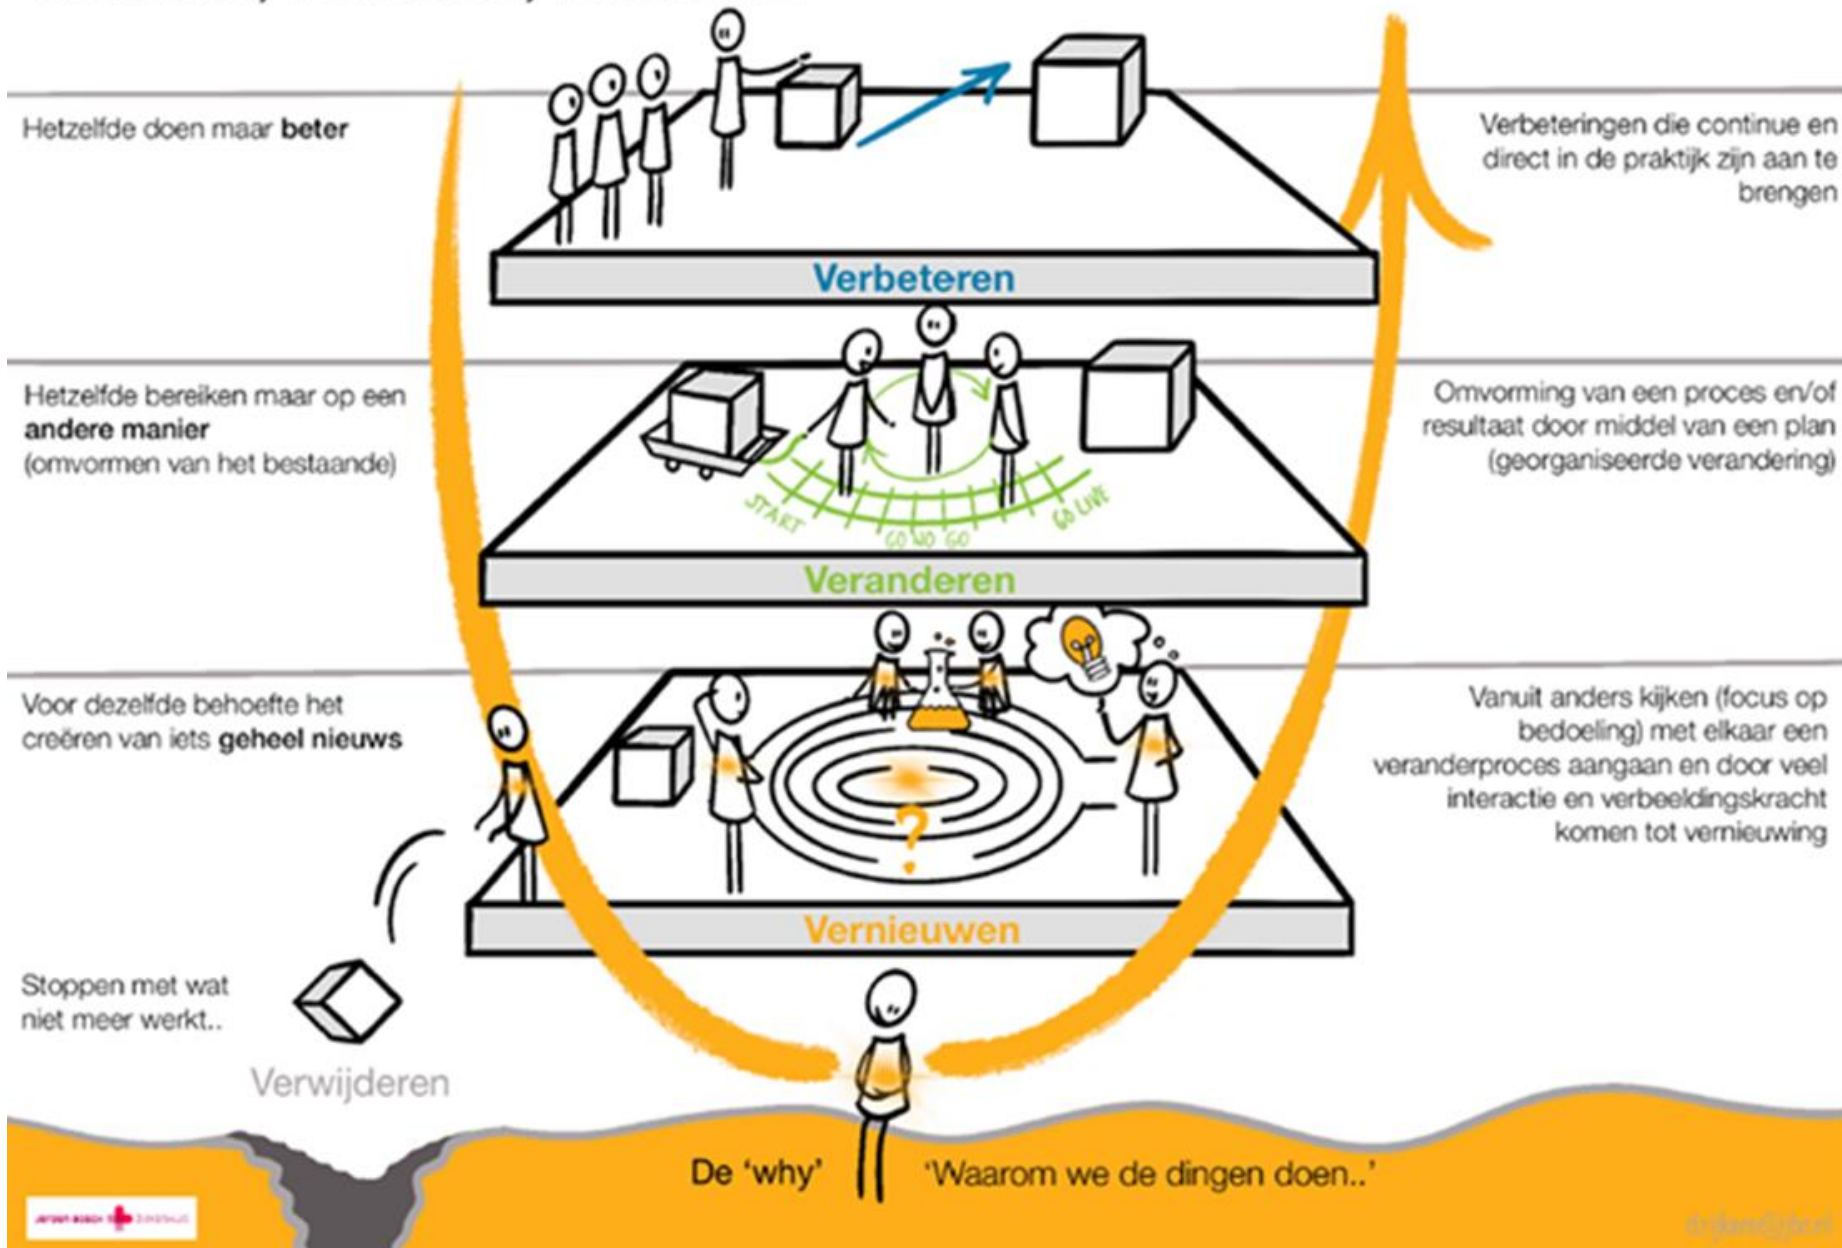 Hetzelfde doen maar beter
Verbeteringen die continue en
direct in de praktijk zijn aan te
brengen
Verbeteren
Hetzelfde bereiken maar op een
andere manier
(omvormen van het bestaande)
START
GO NO GO
GO LIVE
Omvorming van een proces en/of
resultaat door middel van een plan
(georganiseerde verandering)
Veranderen
Voor dezelfde behoefte het
creëren van iets geheel nieuws
?
Vanuit anders kijken (focus op
bedoeling) met elkaar een
veranderproces aangaan en door veel
interactie en verbeeldingskracht
komen tot vernieuwing
Vernieuwen
Stoppen met wat
niet meer werkt..
Verwijderen
De ‘why’
‘Waarom we de dingen doen..’